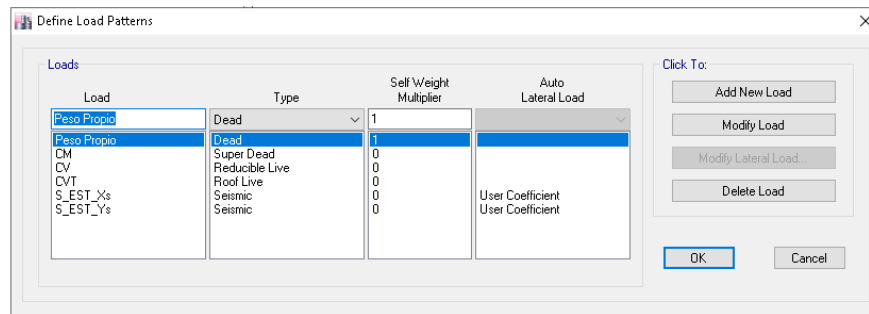 Define Load Patterns
Loads
Click To:
Load Type Self Weight Multiplier Auto Lateral Load
Peso Propio Dead 1
Peso Propio Dead 1
CM Super Dead 0
CV Reducible Live 0
CVT Roof Live 0
S_EST_Xs Seismic 0 User Coefficient
S_EST_Ys Seismic 0 User Coefficient
Add New Load
Modify Load
Modify Lateral Load...
Delete Load
OK Cancel